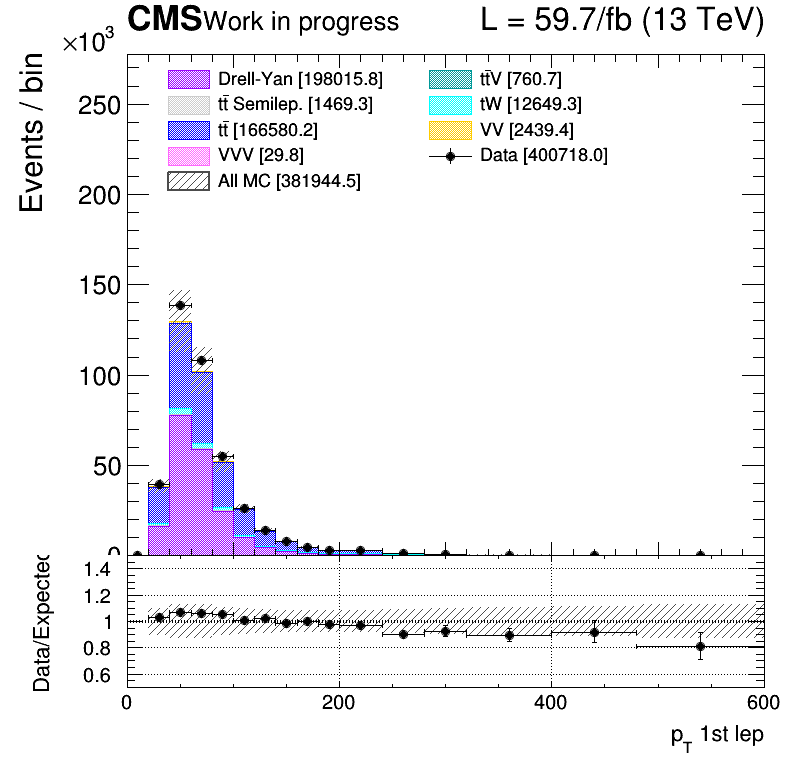 CMS Work in progress L = 59.7/fb (13 TeV)
×10³
Events / bin
Drell-Yan [198015.8]
tt̄ Semilep. [1469.3]
tt̄ [166580.2]
VVV [29.8]
All MC [381944.5]
tt̄V [760.7]
tW [12649.3]
VV [2439.4]
Data [400718.0]
250
200
150
100
50
0
Data/Expected
1.4
1.2
1
0.8
0.6
0 200 400 600
p_T 1st lep